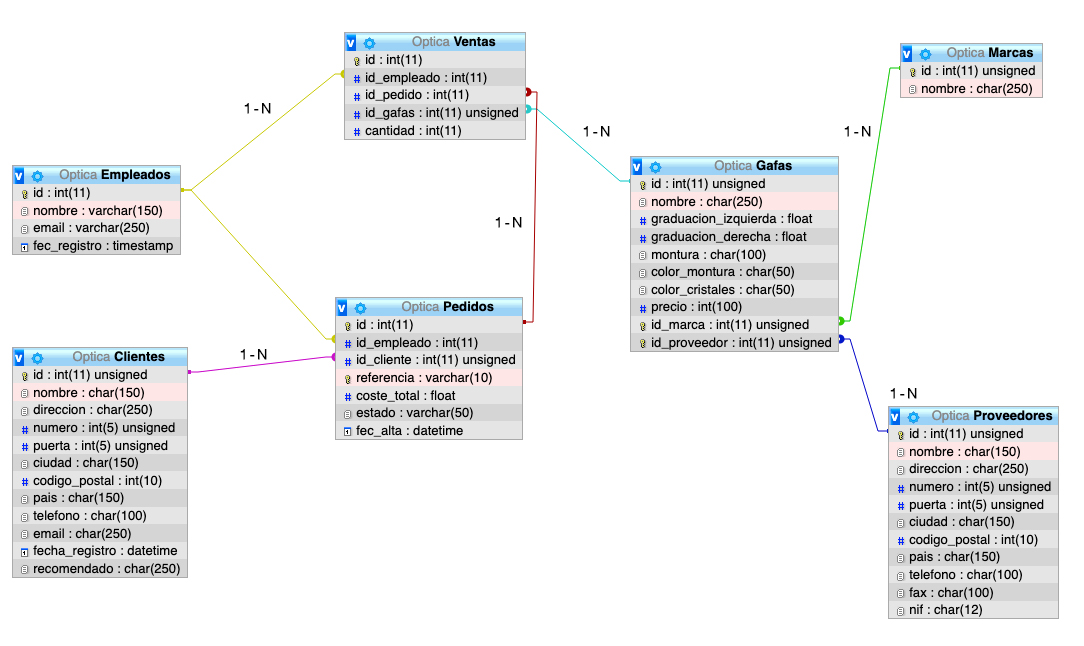 Optica Ventas
id : int(11)
id_empleado : int(11)
id_pedido : int(11)
id_gafas : int(11) unsigned
cantidad : int(11)
Optica Marcas
id : int(11) unsigned
nombre : char(250)
1-N
1-N
1-N
Optica Empleados
id : int(11)
nombre : varchar(150)
email : varchar(250)
fec_registro : timestamp
Optica Gafas
id : int(11) unsigned
nombre : char(250)
graduacion_izquierda : float
graduacion_derecha : float
montura : char(100)
color_montura : char(50)
color_cristales : char(50)
precio : int(100)
id_marca : int(11) unsigned
id_proveedor : int(11) unsigned
1-N
Optica Pedidos
id : int(11)
id_empleado : int(11)
id_cliente : int(11) unsigned
referencia : varchar(10)
coste_total : float
estado : varchar(50)
fec_alta : datetime
1-N
Optica Clientes
id : int(11) unsigned
nombre : char(150)
direccion : char(250)
numero : int(5) unsigned
puerta : int(5) unsigned
ciudad : char(150)
codigo_postal : int(10)
pais : char(150)
telefono : char(100)
email : char(250)
fecha_registro : datetime
recomendado : char(250)
1-N
Optica Proveedores
id : int(11) unsigned
nombre : char(150)
direccion : char(250)
numero : int(5) unsigned
puerta : int(5) unsigned
ciudad : char(150)
codigo_postal : int(10)
pais : char(150)
telefono : char(100)
fax : char(100)
nif : char(12)